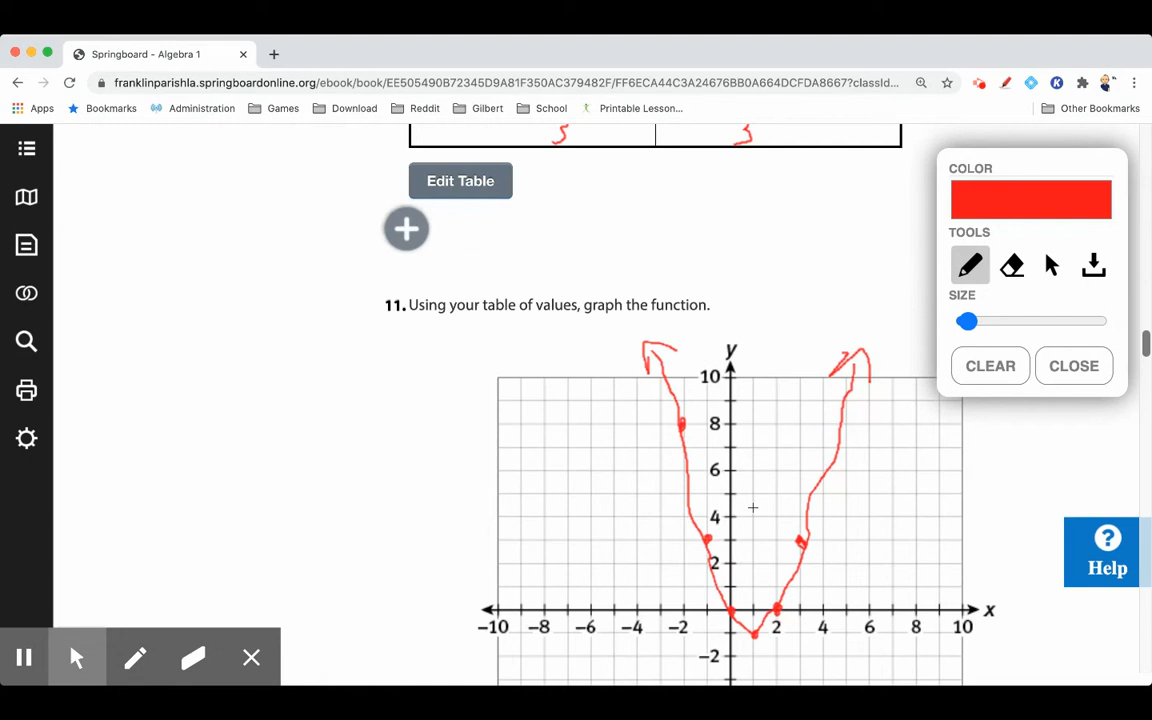 Springboard - Algebra 1
franklinparishla.springboardonline.org/ebook/book/EE505490B72345D9A81F350AC379482F/FF6ECA44C3A24676BB0A664DCFDA8667?classId...
Apps Bookmarks Administration Games Download Reddit Gilbert School Printable Lesson... Other Bookmarks
3
Edit Table
COLOR
TOOLS
SIZE
CLEAR CLOSE
11. Using your table of values, graph the function.
y
10
8
6
4
2
x
-10 -8 -6 -4 -2 2 4 6 8 10
-2
? Help